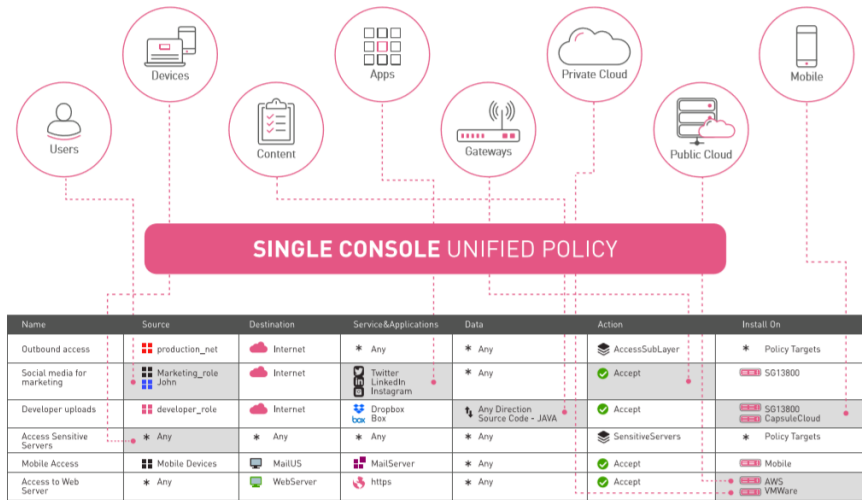 Devices
Apps
Private Cloud
Mobile
Users
Content
Gateways
Public Cloud
SINGLE CONSOLE UNIFIED POLICY
Name Source Destination Service&Applications Data Action Install On
Outbound access production_net Internet * Any * Any AccessSubLayer * Policy Targets
Social media for marketing Marketing_role John Internet Twitter LinkedIn Instagram * Any Accept SG13800
Developer uploads developer_role Internet Dropbox box Box Any Direction Source Code - JAVA Accept SG13800 CapsuleCloud
Access Sensitive Servers * Any * Any * Any * Any SensitiveServers * Policy Targets
Mobile Access Mobile Devices MailUS MailServer * Any Accept Mobile
Access to Web Server * Any WebServer https * Any Accept AWS VMWare